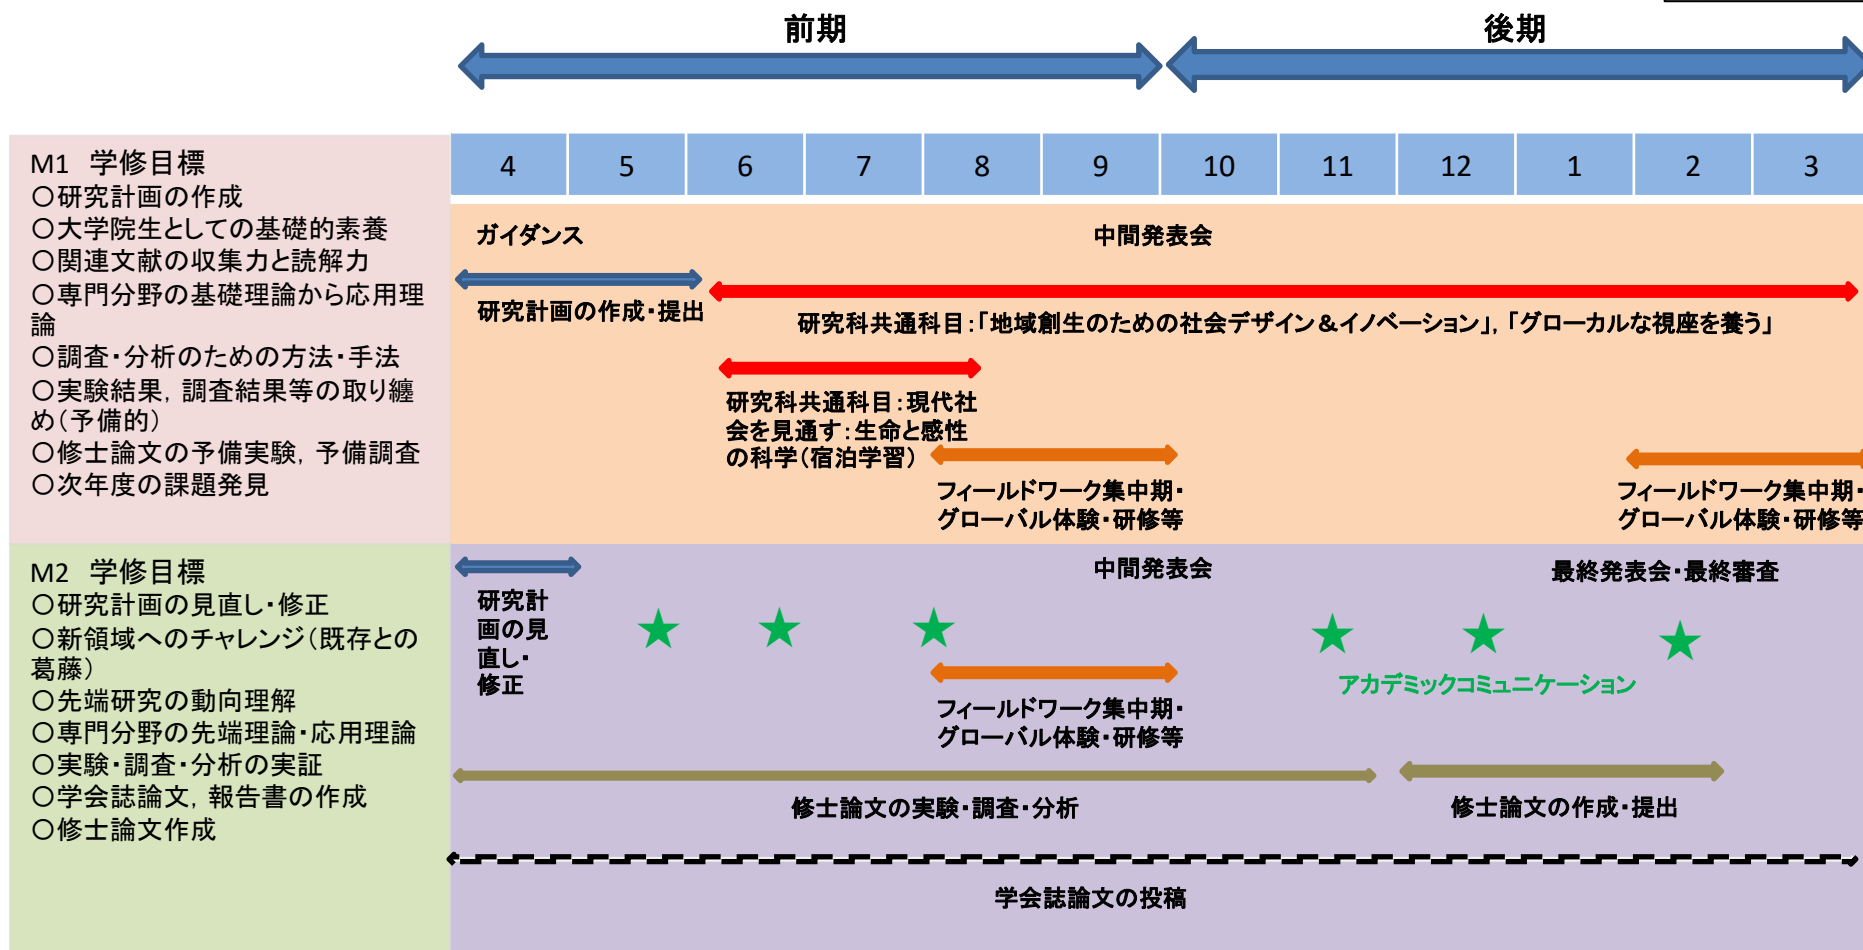 前期
後期
M1 学修目標
〇研究計画の作成
〇大学院生としての基礎的素養
〇関連文献の収集力と読解力
〇専門分野の基礎理論から応用理
論
〇調査・分析のための方法・手法
〇実験結果，調査結果等の取り纏
め（予備的）
〇修士論文の予備実験，予備調査
〇次年度の課題発見
4 5 6 7 8 9 10 11 12 1 2 3
ガイダンス
中間発表会
研究計画の作成・提出
研究科共通科目：「地域創生のための社会デザイン＆イノベーション」，「グローカルな視座を養う」
研究科共通科目：現代社
会を見通す：生命と感性
の科学（宿泊学習）
フィールドワーク集中期・
グローバル体験・研修等
フィールドワーク集中期・
グローバル体験・研修等
M2 学修目標
〇研究計画の見直し・修正
〇新領域へのチャレンジ（既存との
葛藤）
〇先端研究の動向理解
〇専門分野の先端理論・応用理論
〇実験・調査・分析の実証
〇学会誌論文，報告書の作成
〇修士論文作成
中間発表会
最終発表会・最終審査
研究計
画の見
直し・
修正
アカデミックコミュニケーション
フィールドワーク集中期・
グローバル体験・研修等
修士論文の実験・調査・分析
修士論文の作成・提出
学会誌論文の投稿